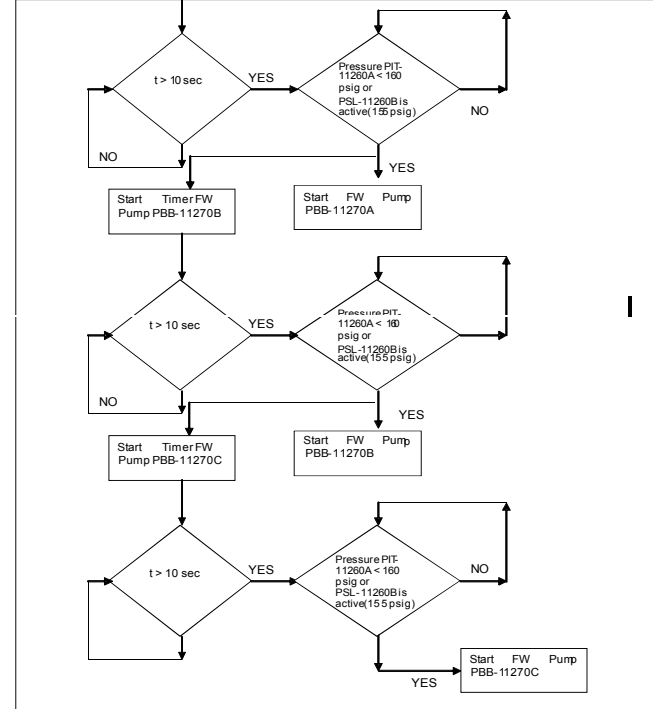 t > 10 sec
YES
Pressure PIT-
11260A < 160
psig or
PSL-11260B is
active(155 psig)
NO
NO
YES
Start Timer FW
Pump PBB-11270B
Start FW Pump
PBB-11270A
t > 10 sec
YES
Pressure PIT-
11260A < 160
psig or
PSL-11260B is
active(155 psig)
NO
YES
Start Timer FW
Pump PBB-11270C
Start FW Pump
PBB-11270B
t > 10 sec
YES
Pressure PIT-
11260A < 160
psig or
PSL-11260B is
active(155 psig)
NO
YES
Start FW Pump
PBB-11270C